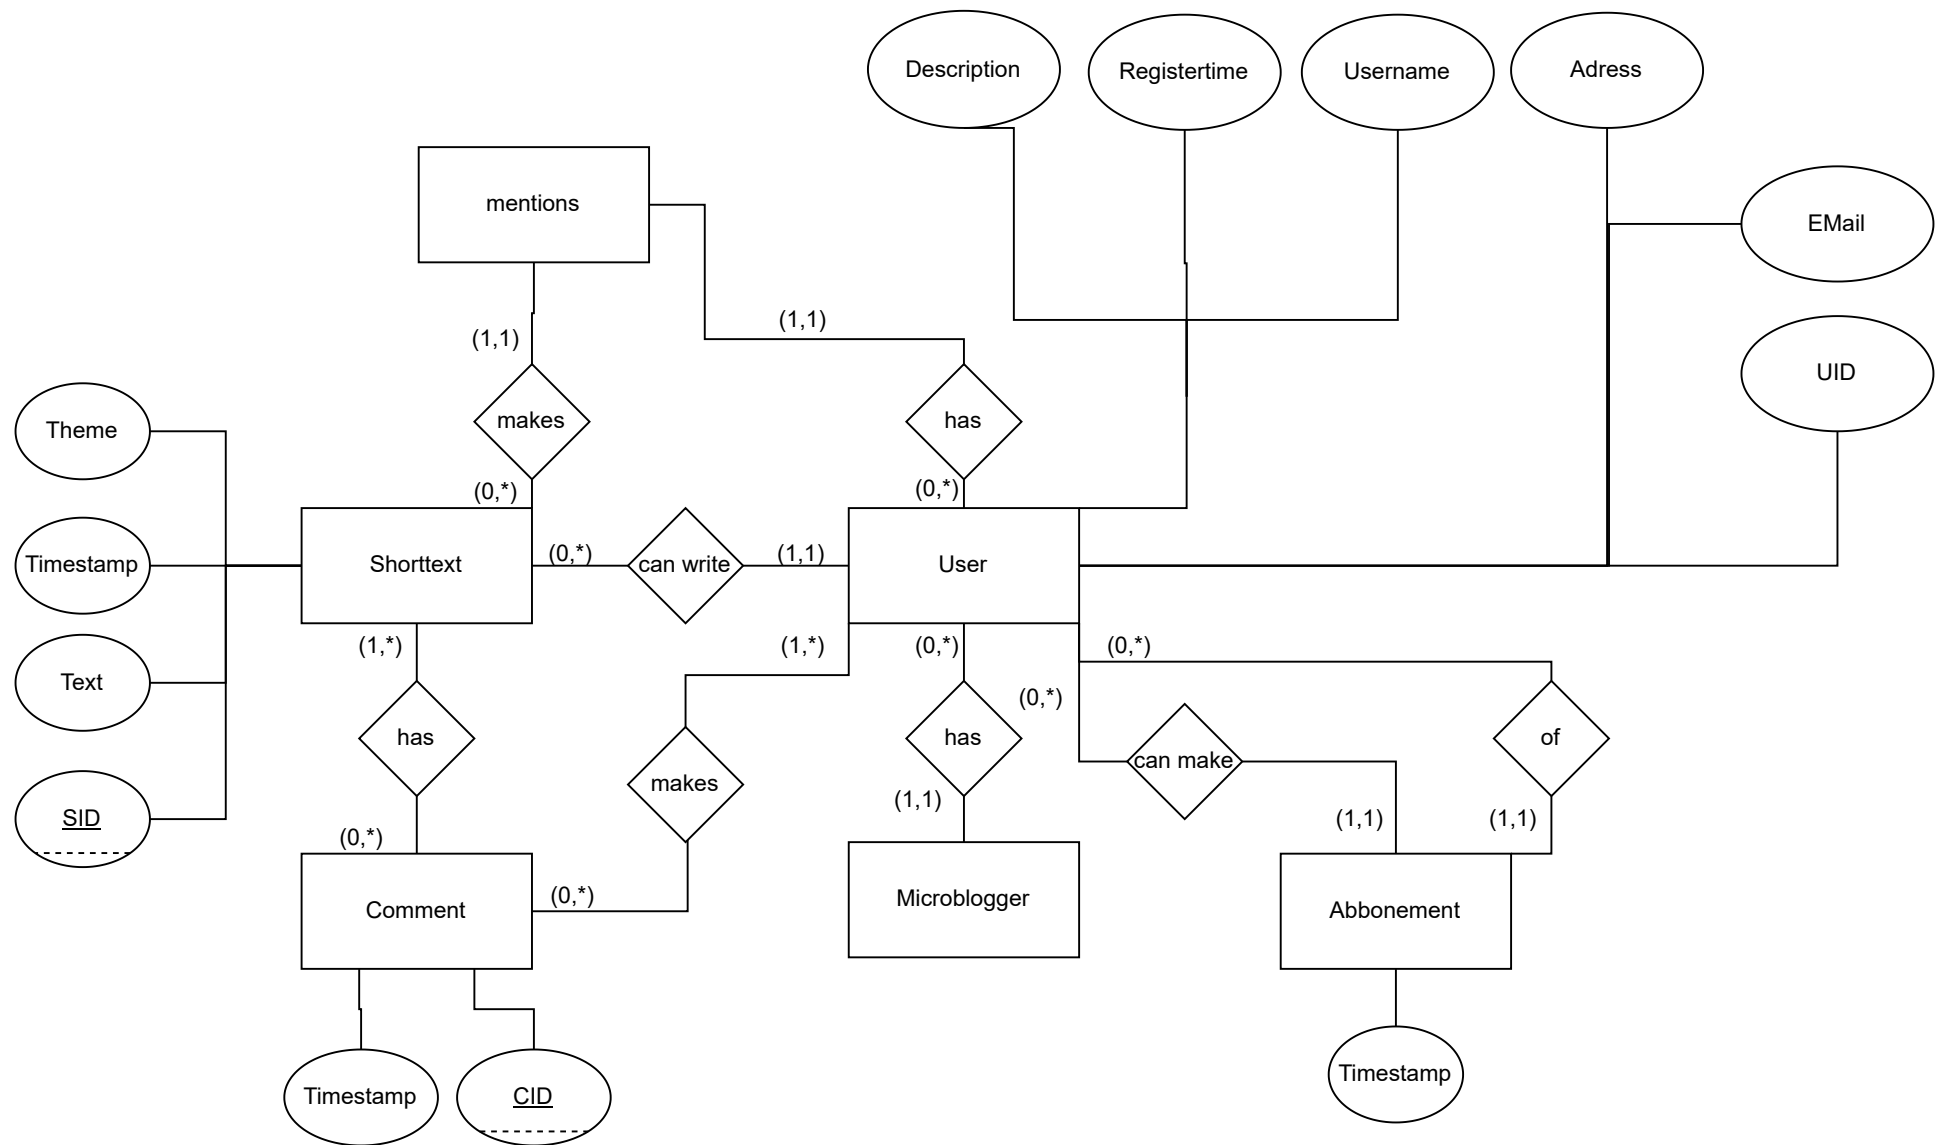 Description
Registertime
Username
Adress
mentions
EMail
(1,1)
(1,1)
UID
Theme
makes
has
(0,*)
(0,*)
Timestamp
Shorttext
(0,*)
can write
(1,1)
User
(1,*)
(1,*)
(0,*)
(0,*)
Text
(0,*)
has
makes
has
can make
of
(1,1)
SID
(1,1)
(1,1)
(0,*)
(0,*)
Comment
Microblogger
Abbonement
Timestamp
CID
Timestamp